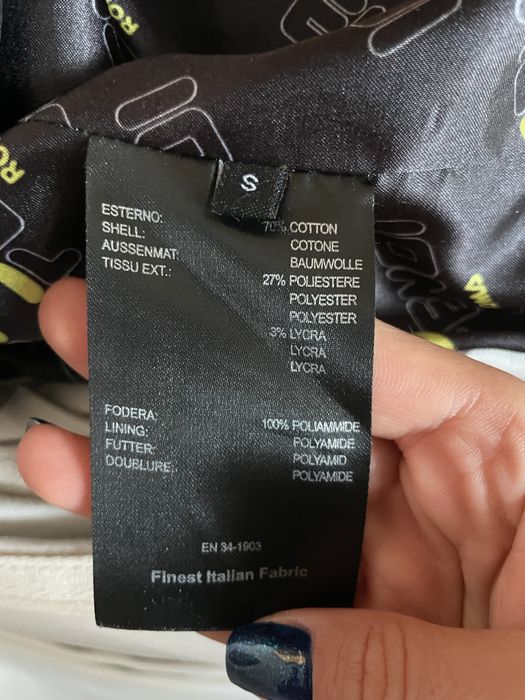 S
ESTERNO: 70% COTTON
SHELL: COTONE
AUSSENMAT: BAUMWOLLE
TISSU EXT.: 27% POLIESTERE
POLYESTER
POLYESTER
3% LYCRA
LYCRA
LYCRA
FODERA: 100% POLIAMMIDE
LINING: POLYAMIDE
FUTTER: POLYAMID
DOUBLURE: POLYAMIDE
EN 34-1903
Finest Italian Fabric